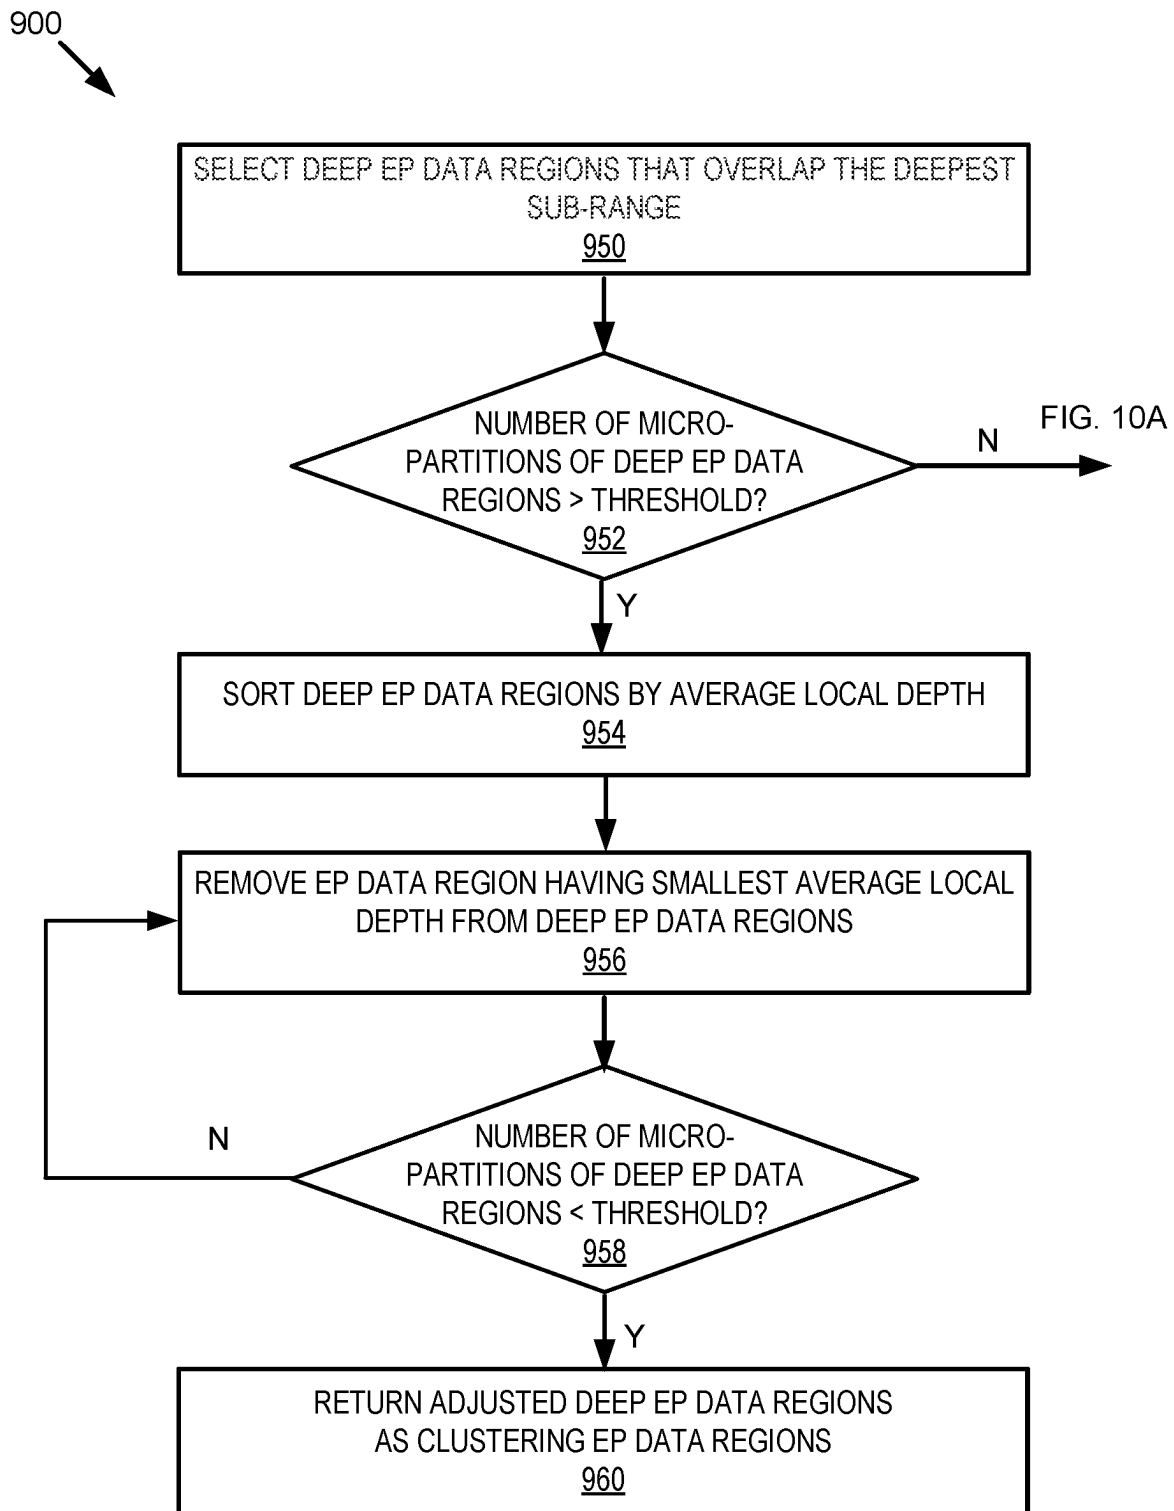 900
SELECT DEEP EP DATA REGIONS THAT OVERLAP THE DEEPEST
SUB-RANGE
950
NUMBER OF MICRO-
PARTITIONS OF DEEP EP DATA
REGIONS > THRESHOLD?
952
N
FIG. 10A
Y
SORT DEEP EP DATA REGIONS BY AVERAGE LOCAL DEPTH
954
REMOVE EP DATA REGION HAVING SMALLEST AVERAGE LOCAL
DEPTH FROM DEEP EP DATA REGIONS
956
N
NUMBER OF MICRO-
PARTITIONS OF DEEP EP DATA
REGIONS < THRESHOLD?
958
Y
RETURN ADJUSTED DEEP EP DATA REGIONS
AS CLUSTERING EP DATA REGIONS
960